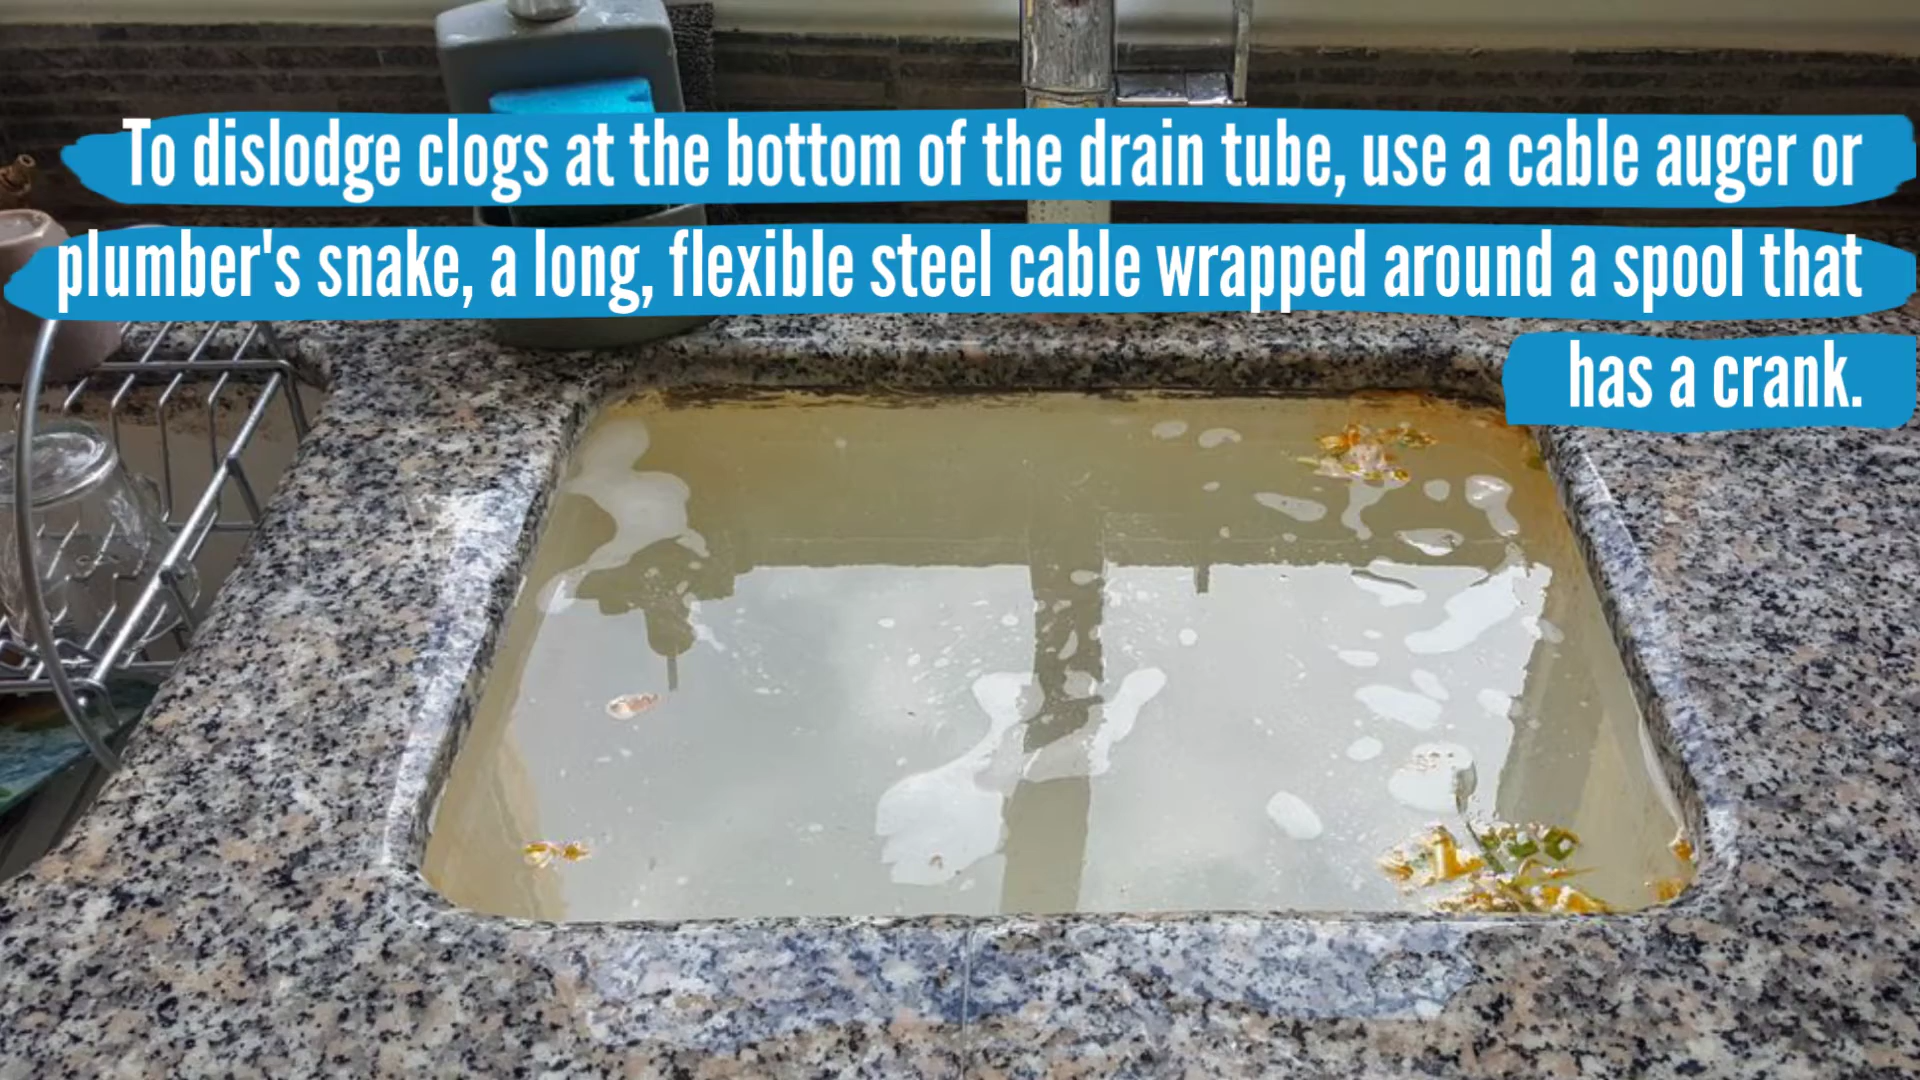 To dislodge clogs at the bottom of the drain tube, use a cable auger or
plumber's snake, a long, flexible steel cable wrapped around a spool that
has a crank.